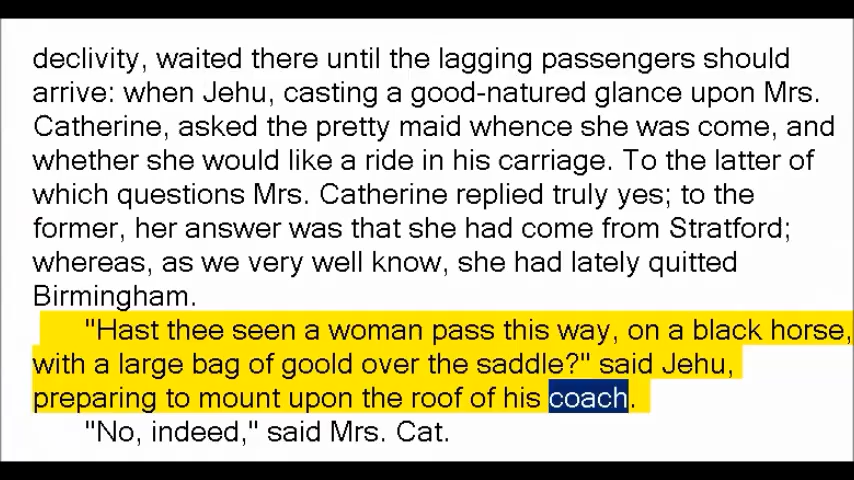 declivity, waited there until the lagging passengers should
arrive: when Jehu, casting a good-natured glance upon Mrs.
Catherine, asked the pretty maid whence she was come, and
whether she would like a ride in his carriage. To the latter of
which questions Mrs. Catherine replied truly yes; to the
former, her answer was that she had come from Stratford;
whereas, as we very well know, she had lately quitted
Birmingham.
"Hast thee seen a woman pass this way, on a black horse,
with a large bag of goold over the saddle?" said Jehu,
preparing to mount upon the roof of his coach.
"No, indeed," said Mrs. Cat.